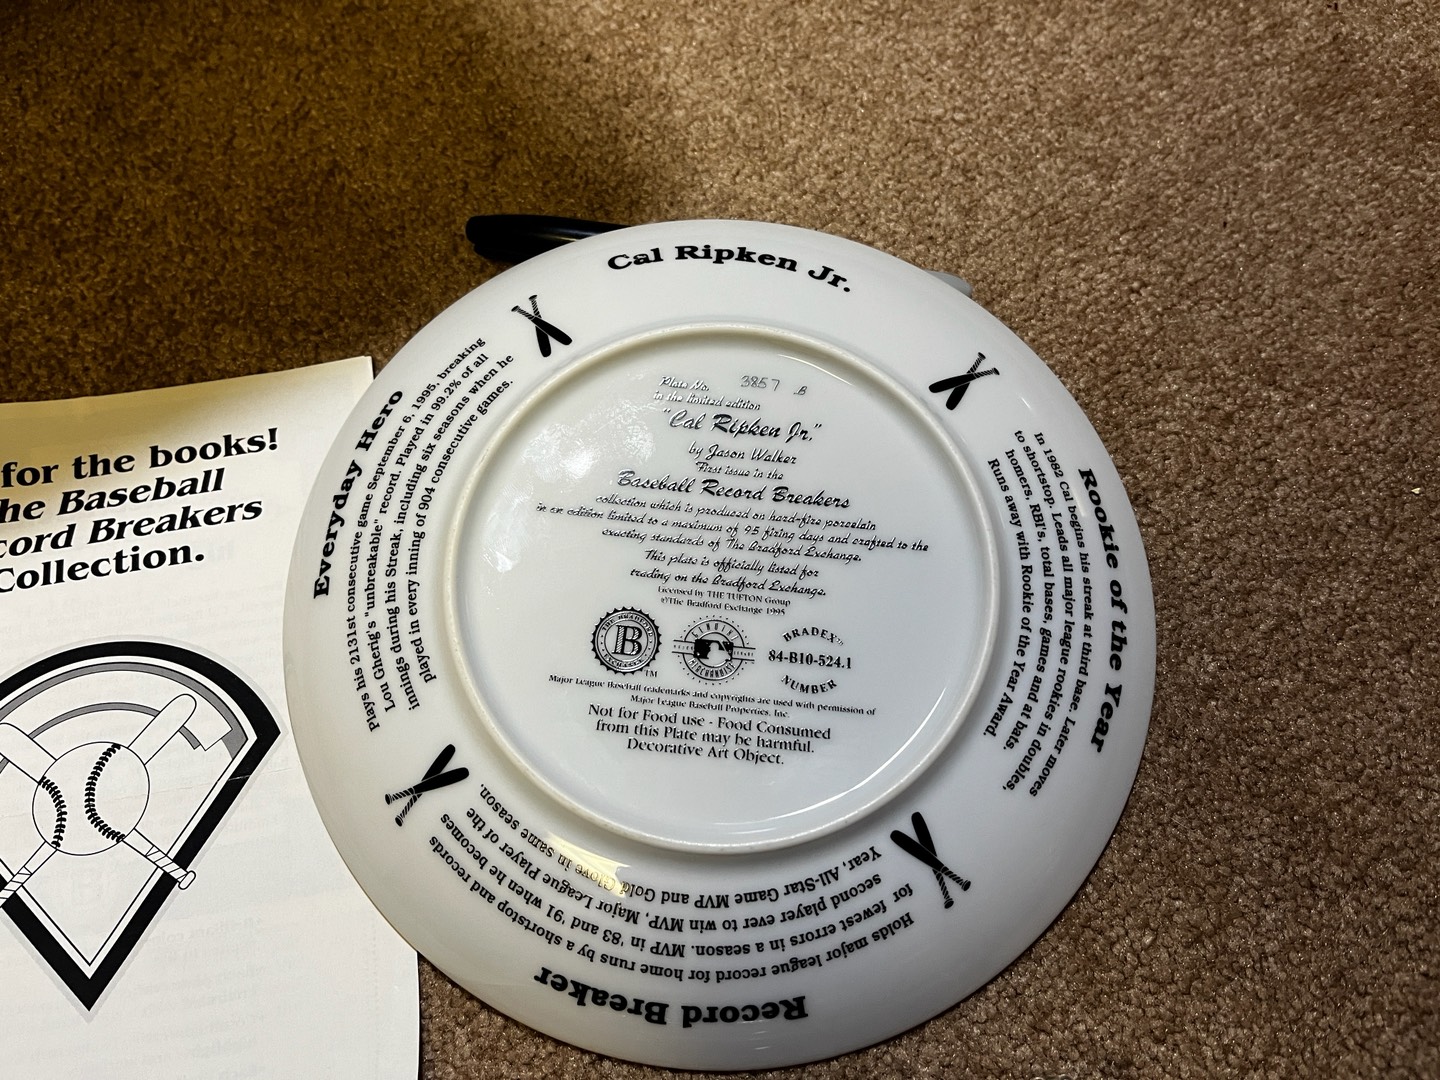 for the books!
he Baseball
cord Breakers
Collection.
Cal Ripken Jr.
Plate No. 3857 B
in the limited edition
"Cal Ripken Jr."
by Jason Walker
First issue in the
Baseball Record Breakers
collection which is produced on hard-fire porcelain
in an edition limited to a maximum of 95 firing days and crafted to the
exacting standards of The Bradford Exchange.
This plate is officially listed for
trading on the Bradford Exchange.
Licensed by THE TUFTON Group
©The Bradford Exchange 1995
THE BRADFORD
B
EXCHANGE
TM
GENUINE
MAJOR LEAGUE
MERCHANDISE
BRADEX
84-B10-524.1
NUMBER
Major League Baseball trademarks and copyrights are used with permission of
Major League Baseball Properties, Inc.
Not for Food use - Food Consumed
from this Plate may be harmful.
Decorative Art Object.
Rookie of the Year
In 1982 Cal begins his streak at third base. Later moves
to shortstop. Leads all major league rookies in doubles,
homers, RBI's, total bases, games and at bats.
Runs away with Rookie of the Year Award.
Record Breaker
Holds major league record for home runs by a shortstop and records
for fewest errors in a season. MVP in '83 and '91 when he becomes
second player ever to win MVP, Major League Player of the
Year, All-Star Game MVP and Gold Glove in same season.
Everyday Hero
Plays his 2131st consecutive game September 6, 1995, breaking
Lou Gherig's "unbreakable" record. Played in 99.2% of all
innings during his Streak, including six seasons when he
played in every inning of 904 consecutive games.